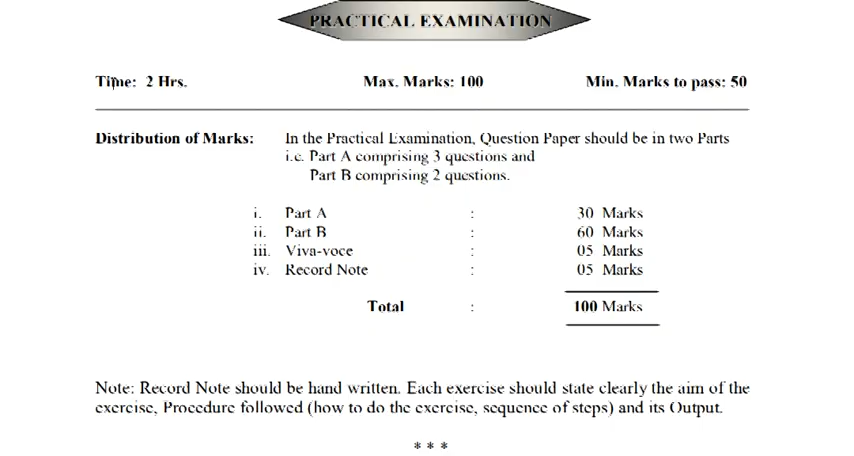 PRACTICAL EXAMINATION
Time: 2 Hrs. Max. Marks: 100 Min. Marks to pass: 50
Distribution of Marks: In the Practical Examination, Question Paper should be in two Parts
i.e. Part A comprising 3 questions and
Part B comprising 2 questions.
i. Part A : 30 Marks
ii. Part B : 60 Marks
iii. Viva-voce : 05 Marks
iv. Record Note : 05 Marks
Total : 100 Marks
Note: Record Note should be hand written. Each exercise should state clearly the aim of the
exercise, Procedure followed (how to do the exercise, sequence of steps) and its Output.
* * *